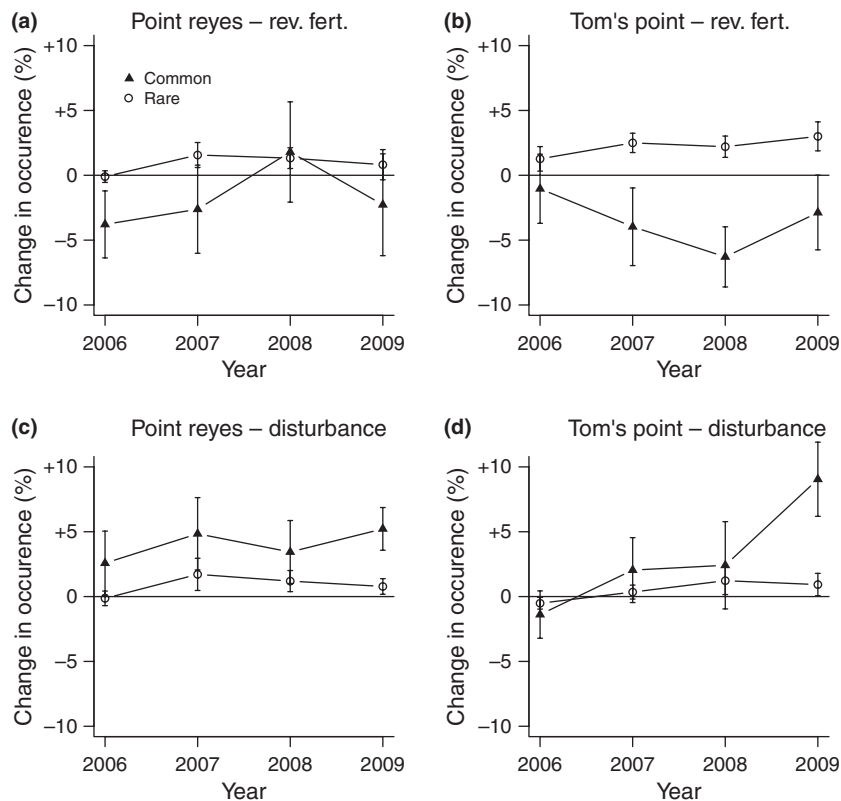 (a) Point reyes – rev. fert.
Change in occurence (%)
+10
+5
0
–5
–10
▲ Common
○ Rare
2006 2007 2008 2009
Year
(b) Tom's point – rev. fert.
Change in occurence (%)
+10
+5
0
–5
–10
2006 2007 2008 2009
Year
(c) Point reyes – disturbance
Change in occurence (%)
+10
+5
0
–5
–10
2006 2007 2008 2009
Year
(d) Tom's point – disturbance
Change in occurence (%)
+10
+5
0
–5
–10
2006 2007 2008 2009
Year